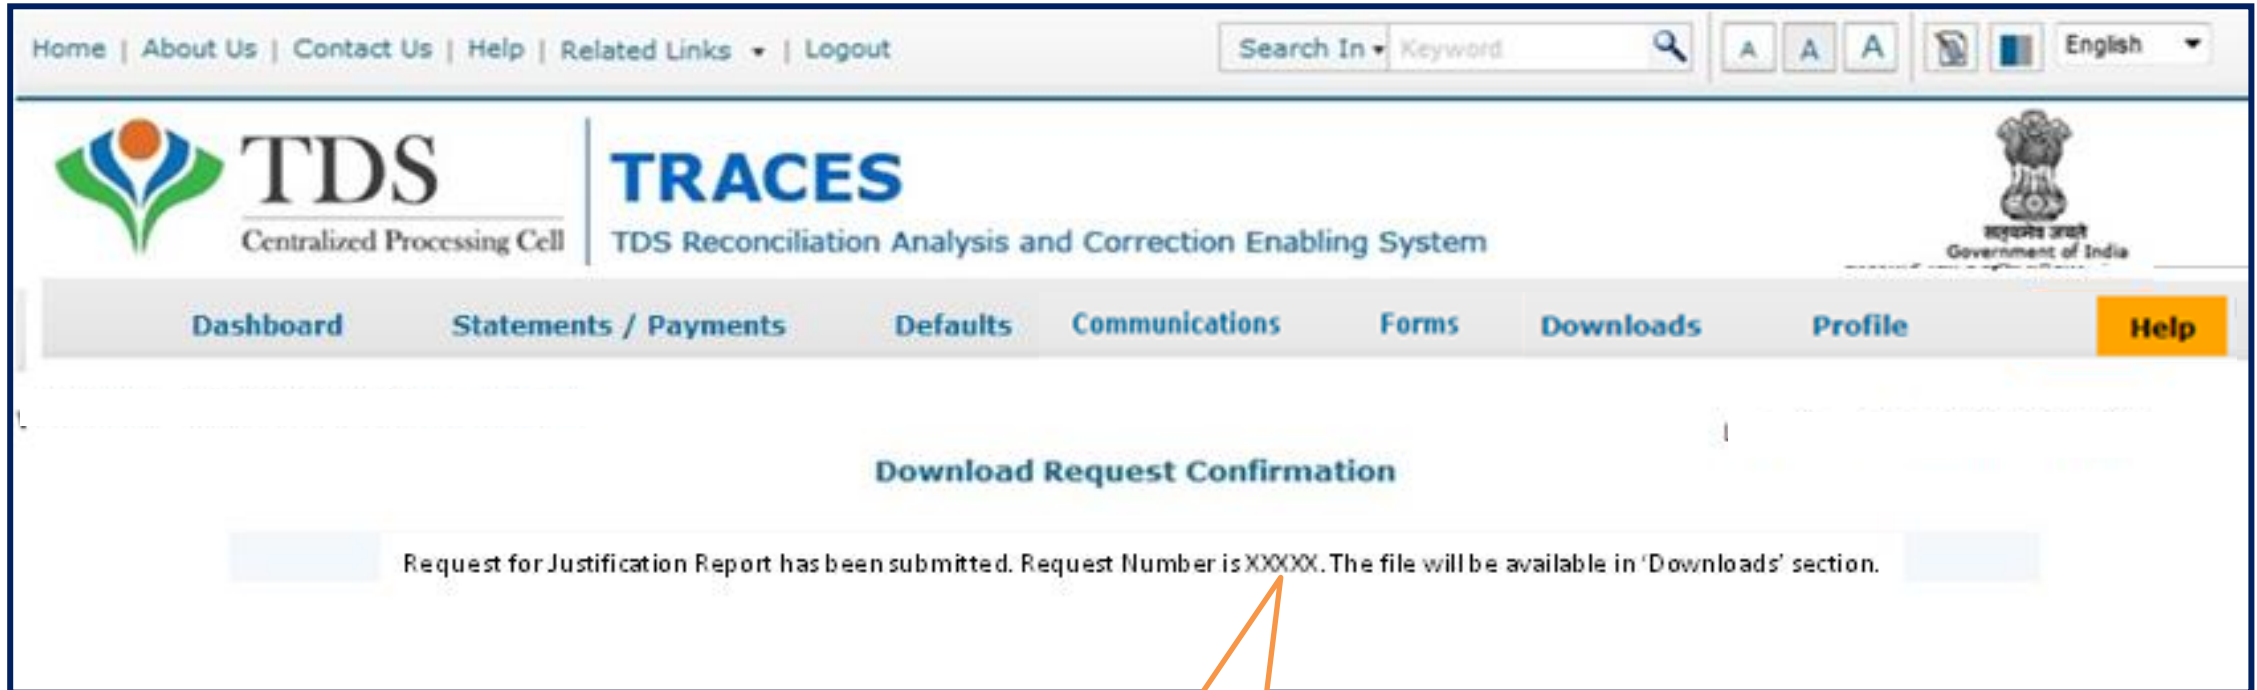 Home | About Us | Contact Us | Help | Related Links | Logout
Search In Keyword
A A A
English
TDS
Centralized Processing Cell
TRACES
TDS Reconciliation Analysis and Correction Enabling System
सत्यमेव जयते
Government of India
Dashboard Statements / Payments Defaults Communications Forms Downloads Profile Help
Download Request Confirmation
Request for Justification Report has been submitted. Request Number is XXXXX. The file will be available in ‘Downloads’ section.